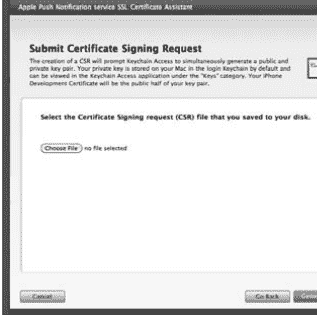 Apple Push Notification service SSL Certificate Assistant
Submit Certificate Signing Request
The creation of a CSR will prompt Keychain Access to simultaneously generate a public and
private key pair. Your private key is stored on your Mac in the login Keychain by default and
can be viewed in the Keychain Access application under the "Keys" category. Your iPhone
Development Certificate will be the public half of your key pair.
Select the Certificate Signing request (CSR) file that you saved to your disk.
Choose File no file selected
Cancel Go Back